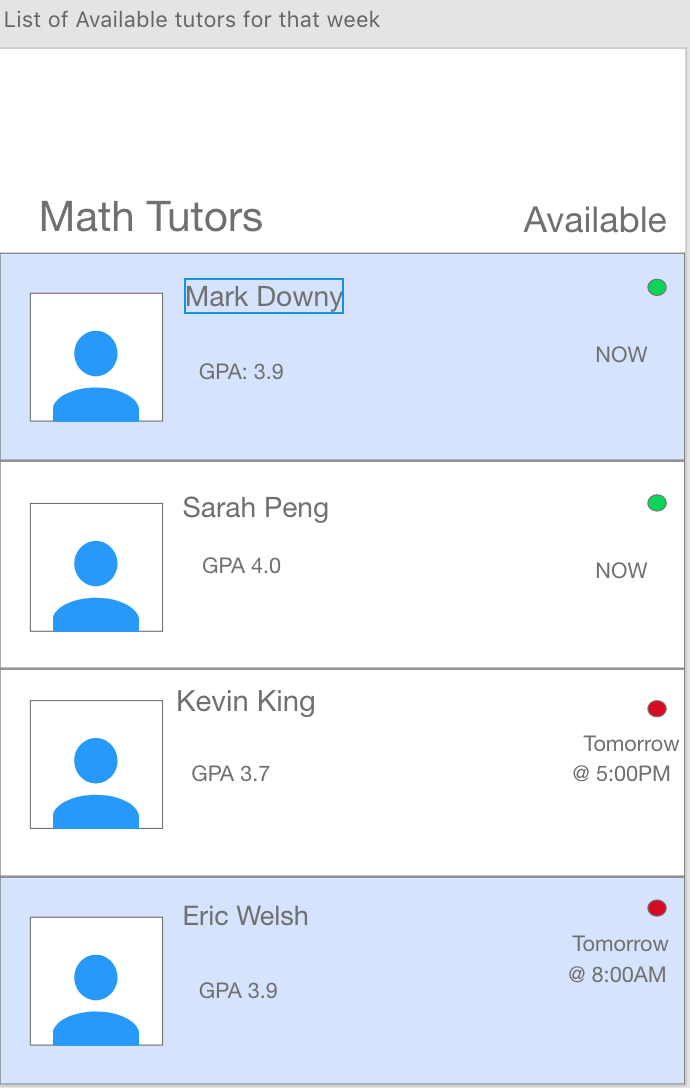 List of Available tutors for that week
Math Tutors
Available
Mark Downy
NOW
GPA: 3.9
Sarah Peng
GPA 4.0
NOW
Kevin King
Tomorrow
@ 5:00PM
GPA 3.7
Eric Welsh
Tomorrow
@ 8:00AM
GPA 3.9